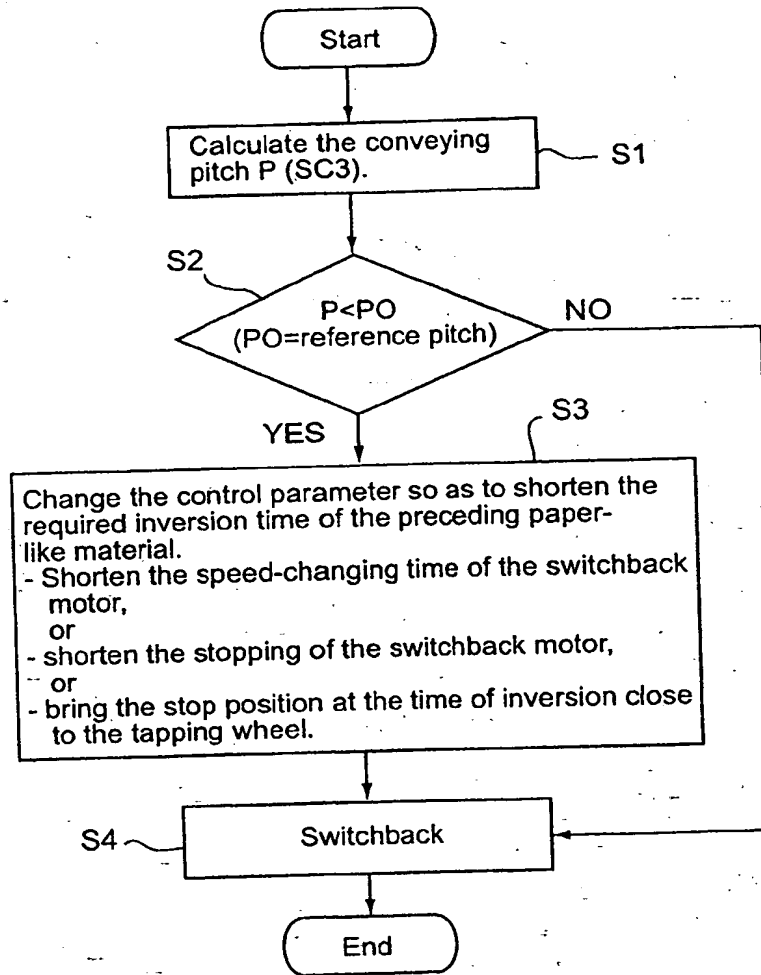 Start
Calculate the conveying
pitch P (SC3).
S1
S2
P<PO
(PO=reference pitch)
NO
YES
S3
Change the control parameter so as to shorten the
required inversion time of the preceding paper-
like material.
- Shorten the speed-changing time of the switchback
motor,
or
- shorten the stopping of the switchback motor,
or
- bring the stop position at the time of inversion close
to the tapping wheel.
S4
Switchback
End